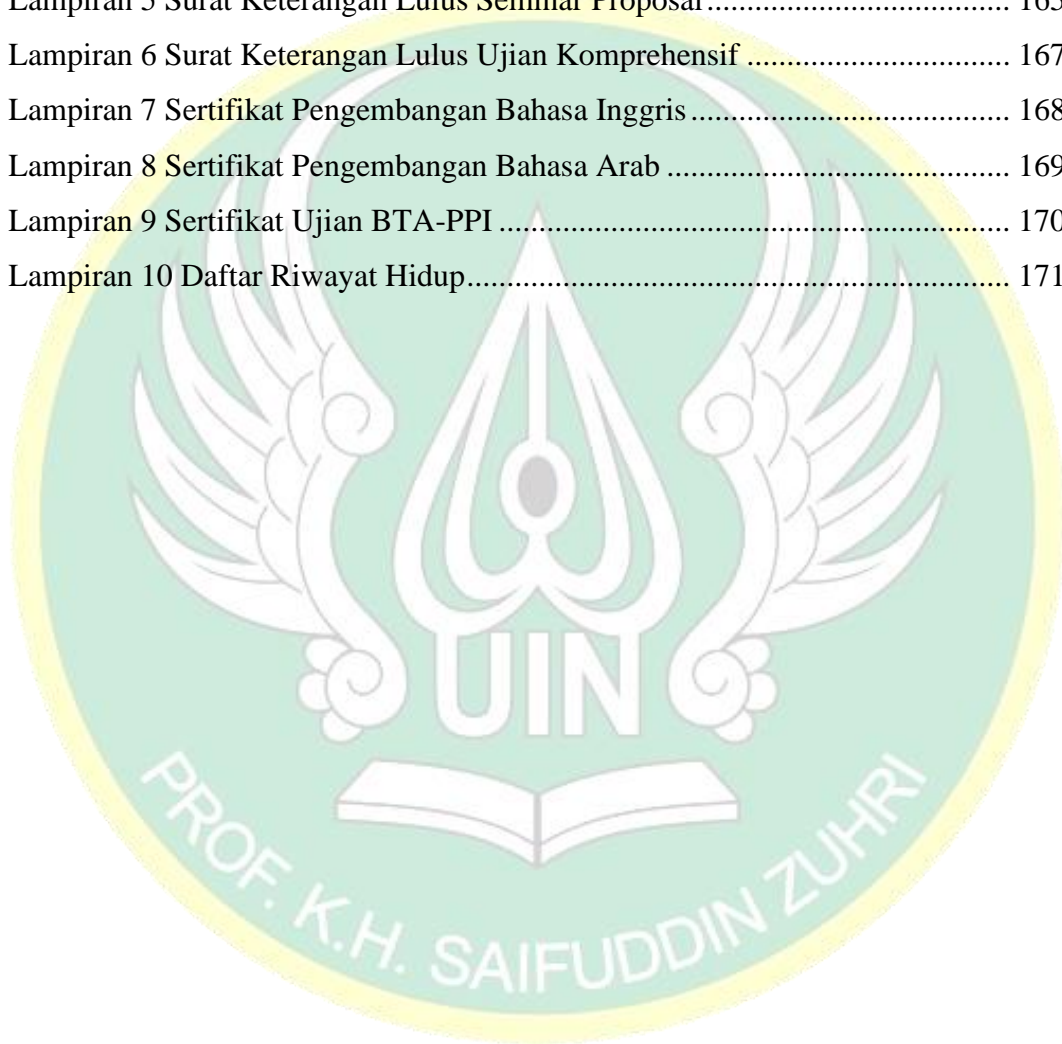 Lampiran 5 Surat Keterangan Lulus Seminar Proposal.................................... 165
Lampiran 6 Surat Keterangan Lulus Ujian Komprehensif ............................... 167
Lampiran 7 Sertifikat Pengembangan Bahasa Inggris...................................... 168
Lampiran 8 Sertifikat Pengembangan Bahasa Arab ......................................... 169
Lampiran 9 Sertifikat Ujian BTA-PPI ............................................................. 170
Lampiran 10 Daftar Riwayat Hidup................................................................. 171
UIN
PROF. K.H. SAIFUDDIN ZUHRI